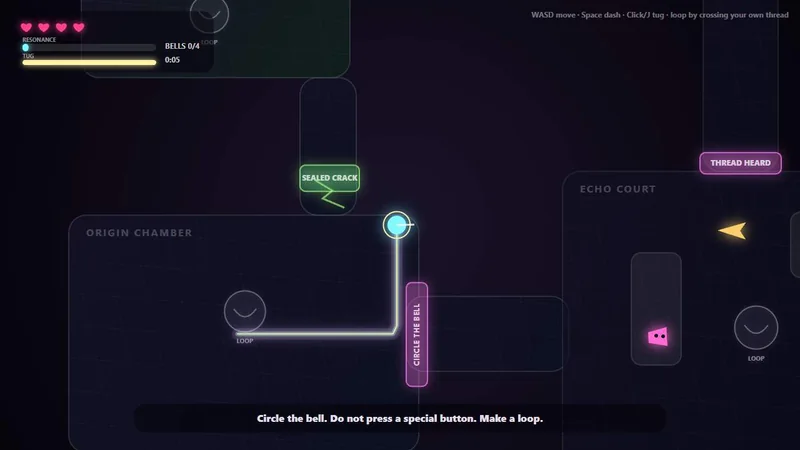 WASD move · Space dash · Click/J tug · loop by crossing your own thread
RESONANCE
BELLS 0/4
TUG
0:05
LOOP
SEALED CRACK
THREAD HEARD
ECHO COURT
ORIGIN CHAMBER
CIRCLE THE BELL
LOOP
LOOP
Circle the bell. Do not press a special button. Make a loop.